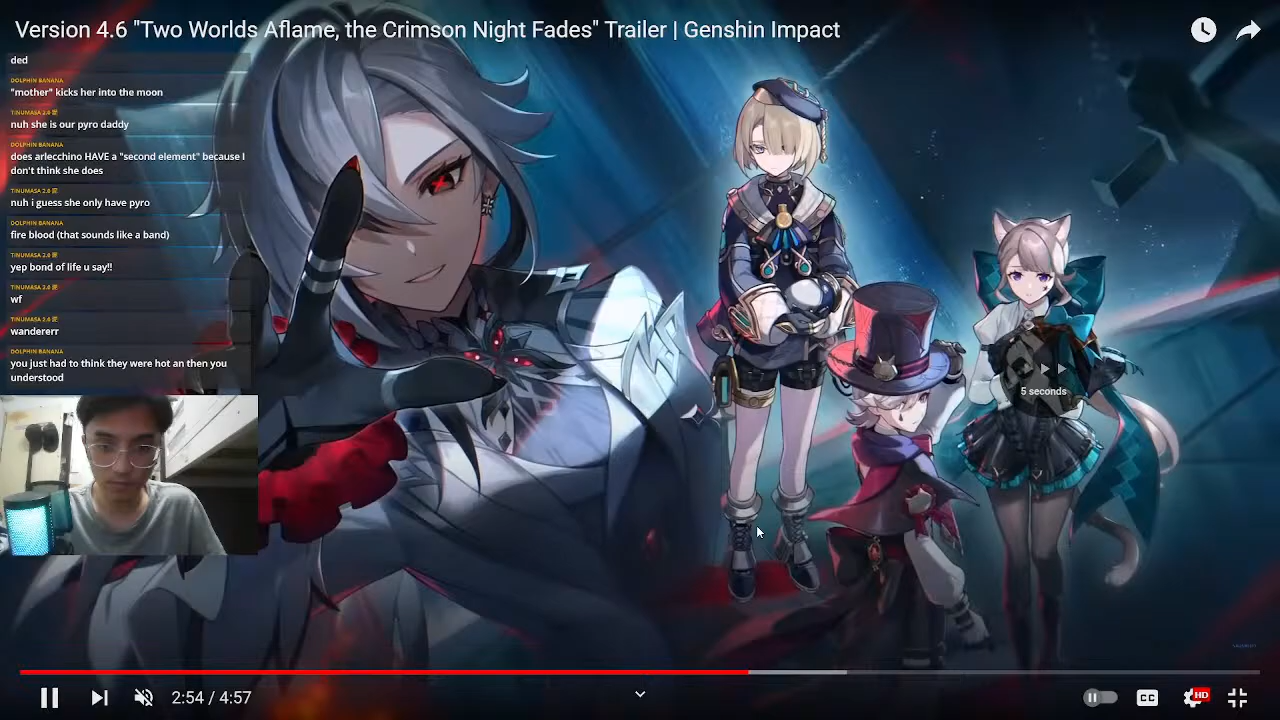 Version 4.6 "Two Worlds Aflame, the Crimson Night Fades" Trailer | Genshin Impact
ded
DOLPHIN BANANA
"mother" kicks her into the moon
TINUMASA 2.0
nuh she is our pyro daddy
DOLPHIN BANANA
does arlecchino HAVE a "second element" because I
don't think she does
TINUMASA 2.0
nuh i guess she only have pyro
DOLPHIN BANANA
fire blood (that sounds like a band)
TINUMASA 2.0
yep bond of life u say!!
TINUMASA 2.0
wf
TINUMASA 2.0
wandererr
DOLPHIN BANANA
you just had to think they were hot an then you
understood
5 seconds
2:54 / 4:57
CC
HD